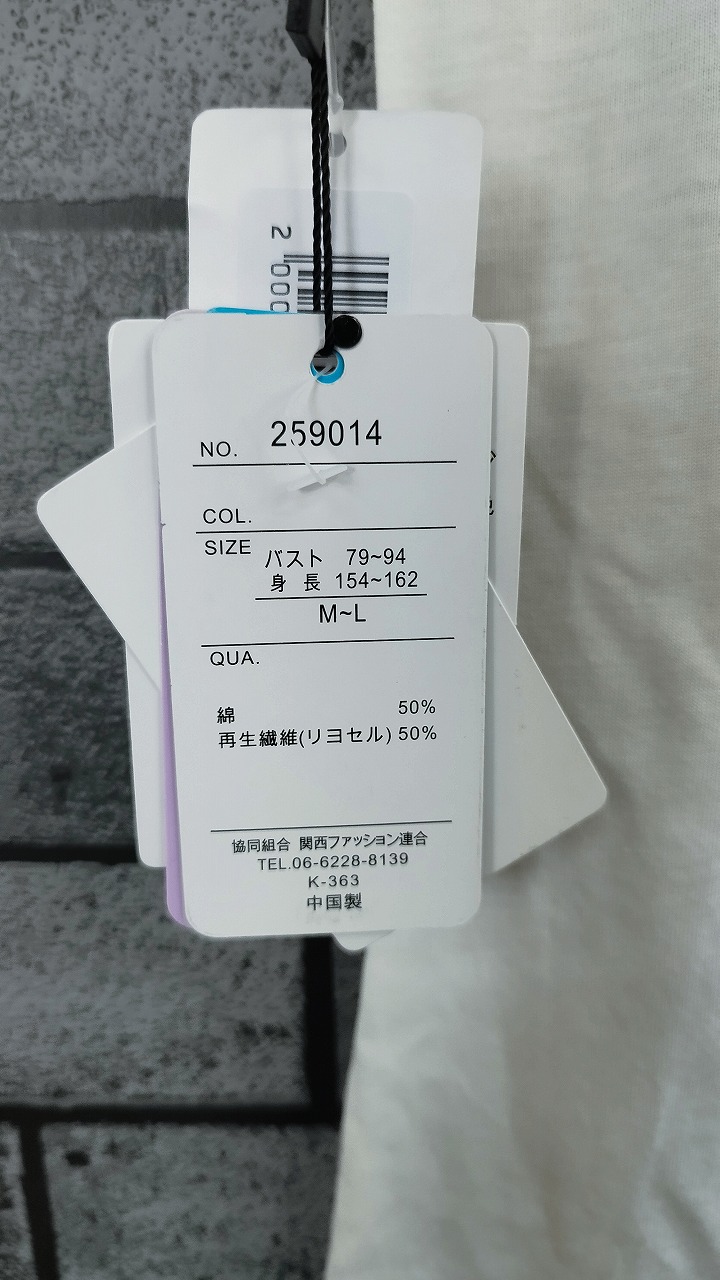 2 000
NO. 259014
COL.
SIZE バスト 79~94
身 長 154~162
M~L
QUA.
綿 50%
再生繊維(リヨセル) 50%
協同組合 関西ファッション連合
TEL.06-6228-8139
K-363
中国製